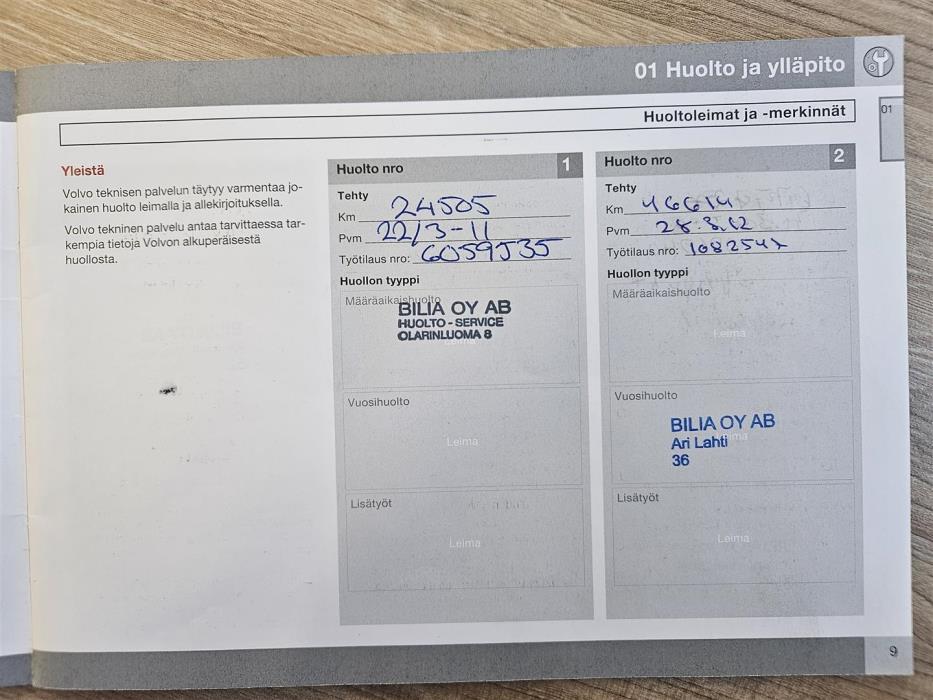 01 Huolto ja ylläpito
Huoltoleimat ja -merkinnät
01
Yleistä
Volvo teknisen palvelun täytyy varmentaa jo-
kainen huolto leimalla ja allekirjoituksella.
Volvo tekninen palvelu antaa tarvittaessa tar-
kempia tietoja Volvon alkuperäisestä
huollosta.
Huolto nro 1
Tehty
Km 24505
Pvm 22/3-11
Työtilaus nro: 6059535
Huollon tyyppi
Määräaikaishuolto
BILIA OY AB
HUOLTO - SERVICE
OLARINLUOMA 8
Vuosihuolto
Leima
Lisätyöt
Leima
Huolto nro 2
Tehty
Km 46614
Pvm 28.3.12
Työtilaus nro:
Huollon tyyppi
Määräaikaishuolto
Leima
Vuosihuolto
BILIA OY AB
Ari Lahti
36
Lisätyöt
Leima
9